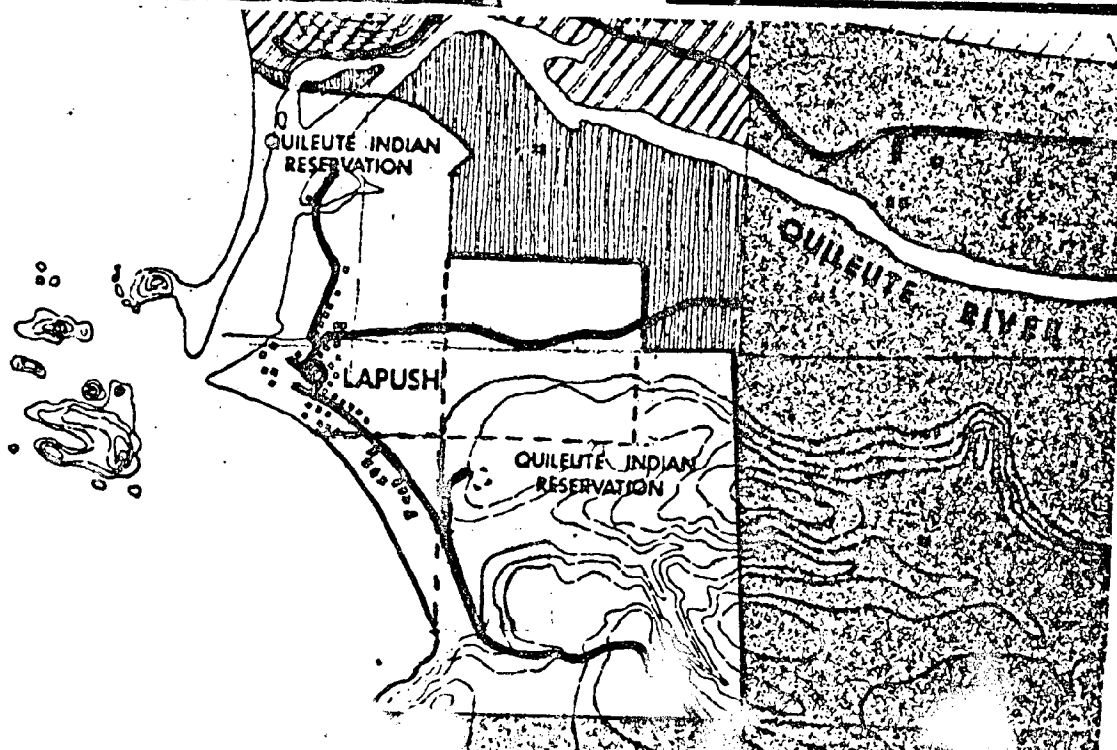 QUILEUTE INDIAN
RESERVATION
QUILEUTE RIVER
LAPUSH
QUILEUTE INDIAN
RESERVATION